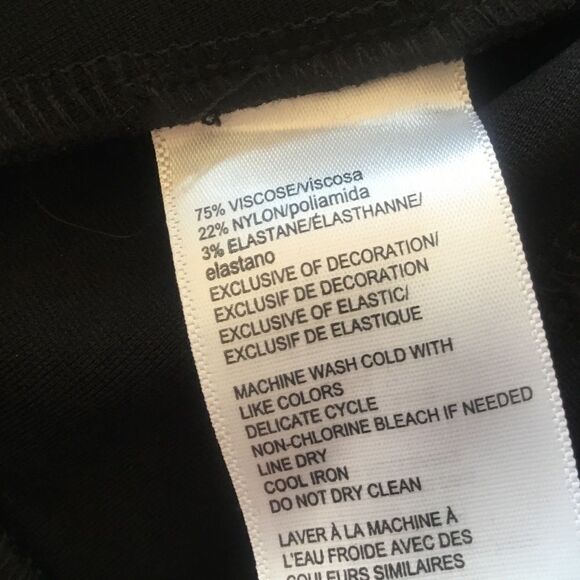 75% VISCOSE/viscosa
22% NYLON/poliamida
3% ELASTANE/ÉLASTHANNE/
elastano
EXCLUSIVE OF DECORATION/
EXCLUSIF DE DECORATION
EXCLUSIVE OF ELASTIC/
EXCLUSIF DE ELASTIQUE
MACHINE WASH COLD WITH
LIKE COLORS
DELICATE CYCLE
NON-CHLORINE BLEACH IF NEEDED
LINE DRY
COOL IRON
DO NOT DRY CLEAN
LAVER À LA MACHINE À
L'EAU FROIDE AVEC DES
COULEURS SIMILAIRES